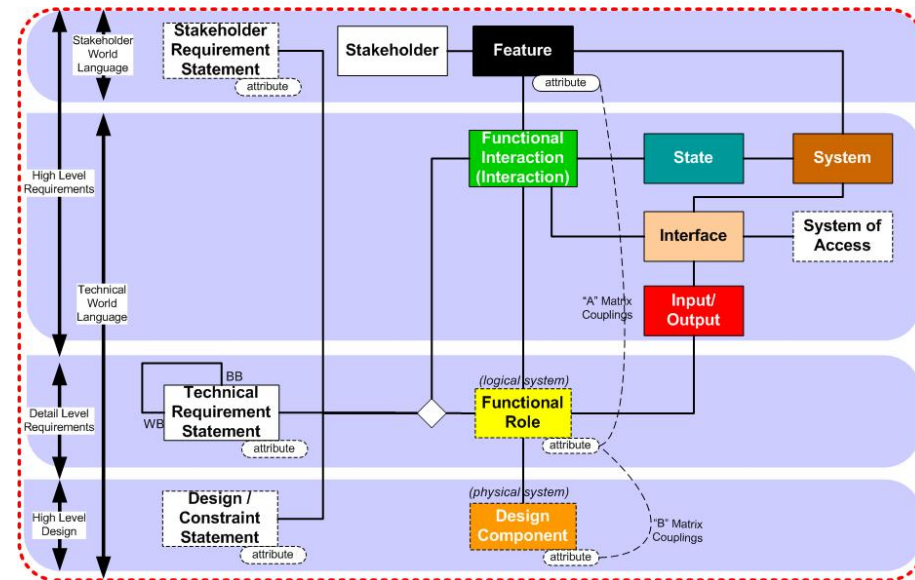 Stakeholder
World
Language
Stakeholder
Requirement
Statement
attribute
Stakeholder
Feature
attribute
High Level
Requirements
Technical
World
Language
Functional
Interaction
(Interaction)
State
System
Interface
System of
Access
"A" Matrix
Couplings
Input/
Output
Detail Level
Requirements
BB
WB
Technical
Requirement
Statement
attribute
(logical system)
Functional
Role
attribute
High Level
Design
Design /
Constraint
Statement
attribute
(physical system)
Design
Component
attribute
"B" Matrix
Couplings